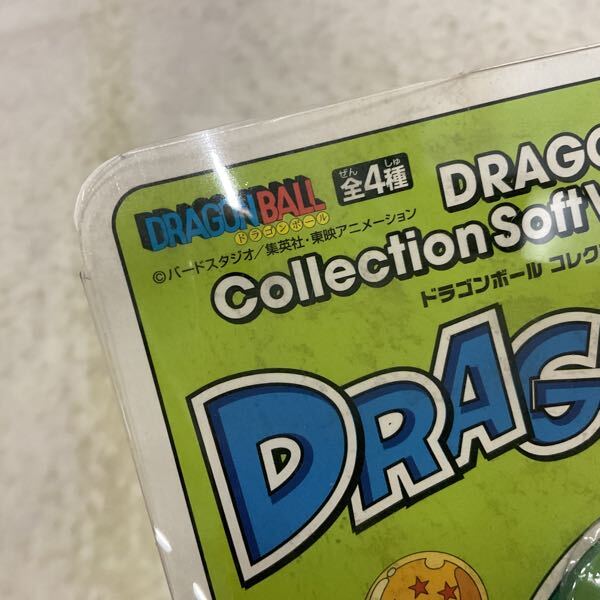 DRAGON BALL
ドラゴンボール
全4種
ぜん しゅ
©バードスタジオ/集英社・東映アニメーション
DRAGO
Collection Soft V
ドラゴンボール コレク
DRAG